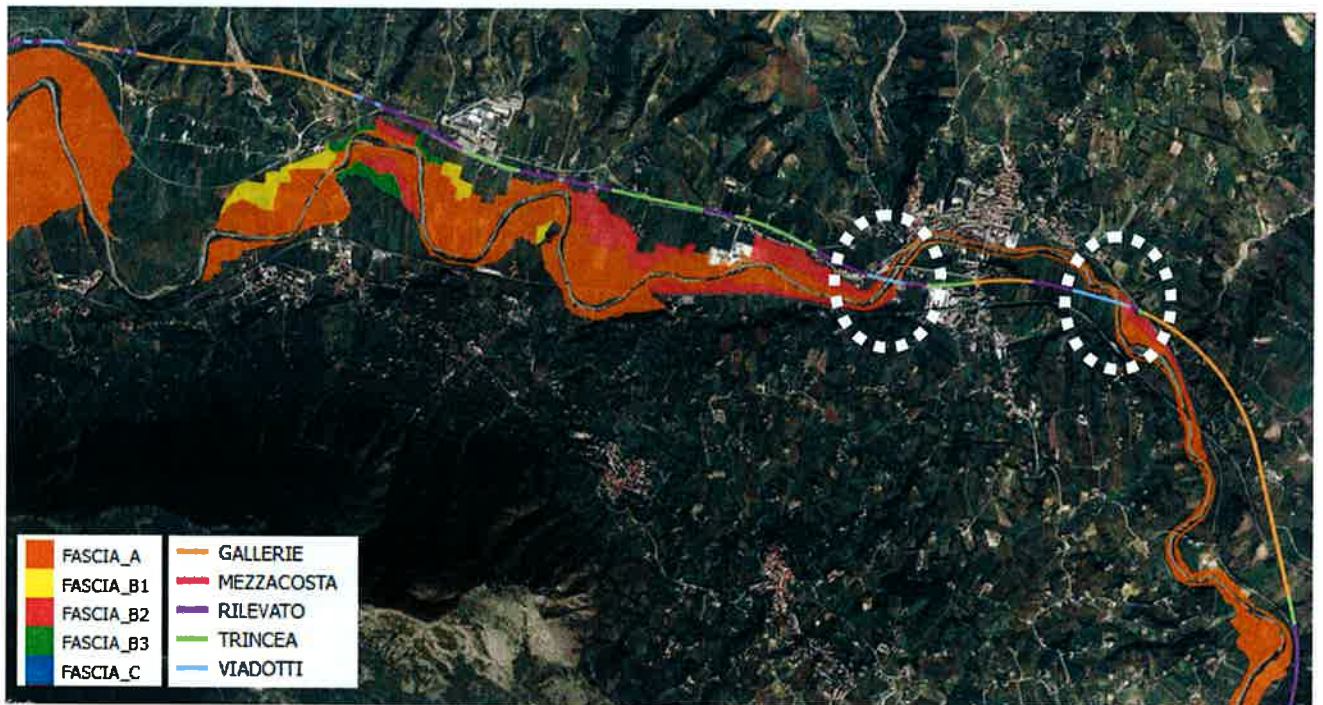 FASCIA_A
FASCIA_B1
FASCIA_B2
FASCIA_B3
FASCIA_C
GALLERIE
MEZZACOSTA
RILEVATO
TRINCEA
VIADOTTI